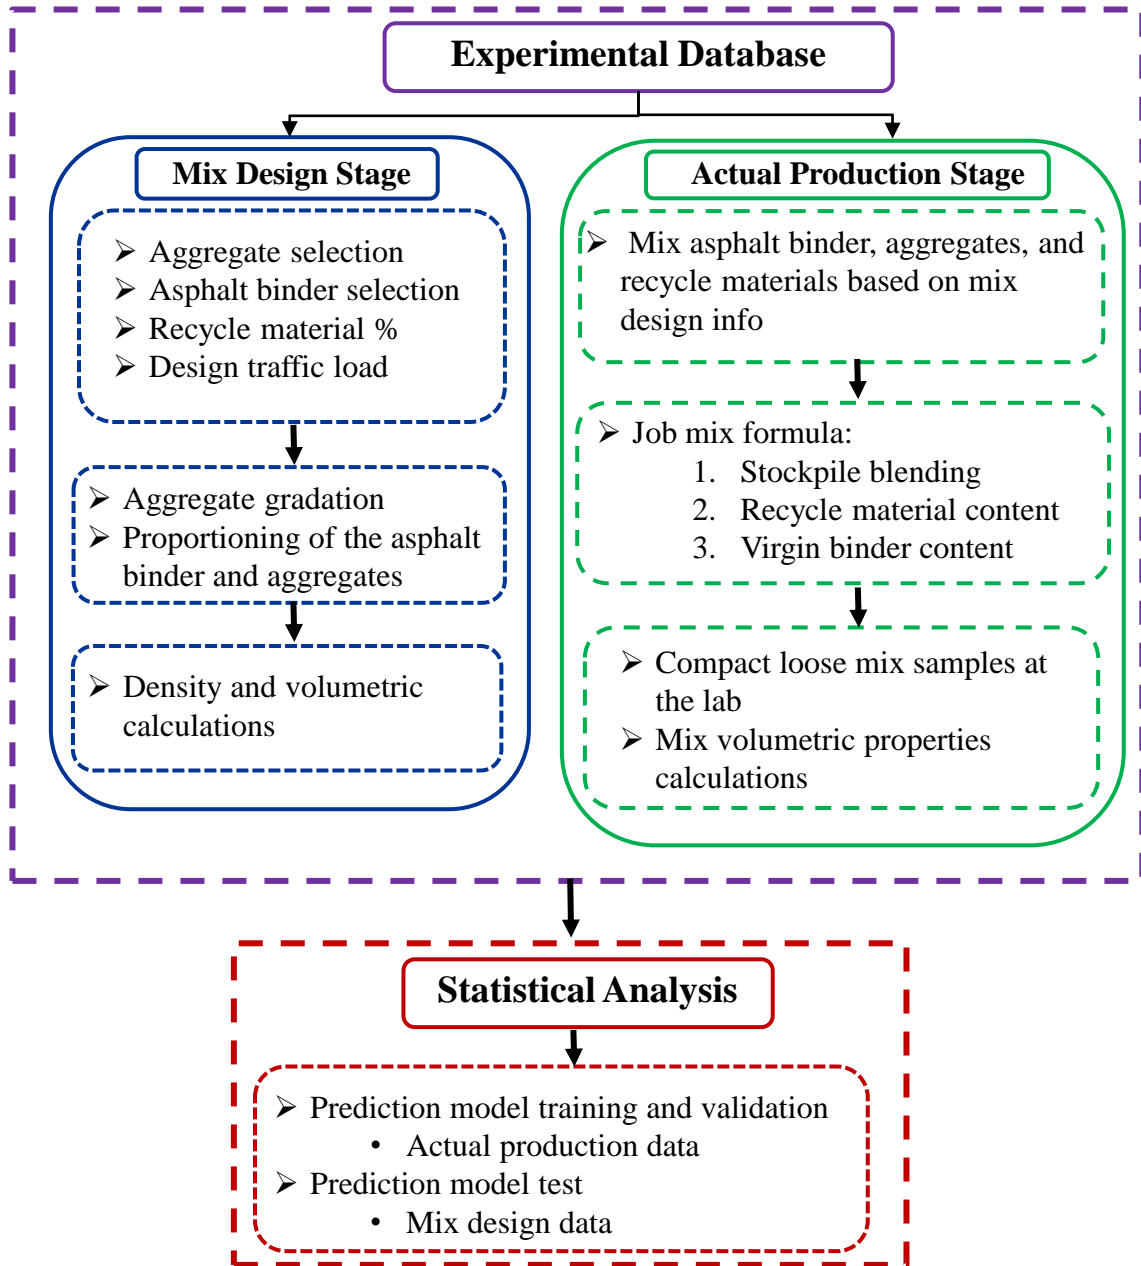 Experimental Database
Mix Design Stage
➢ Aggregate selection
➢ Asphalt binder selection
➢ Recycle material %
➢ Design traffic load
➢ Aggregate gradation
➢ Proportioning of the asphalt
binder and aggregates
➢ Density and volumetric
calculations
Actual Production Stage
➢ Mix asphalt binder, aggregates, and
recycle materials based on mix
design info
➢ Job mix formula:
1. Stockpile blending
2. Recycle material content
3. Virgin binder content
➢ Compact loose mix samples at
the lab
➢ Mix volumetric properties
calculations
Statistical Analysis
➢ Prediction model training and validation
• Actual production data
➢ Prediction model test
• Mix design data